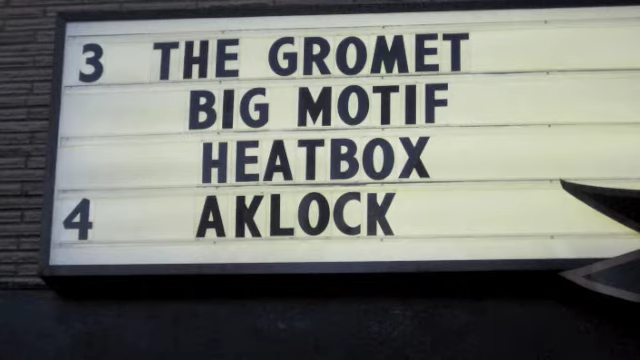 3 THE GROMET
BIG MOTIF
HEATBOX
4 AKLOCK